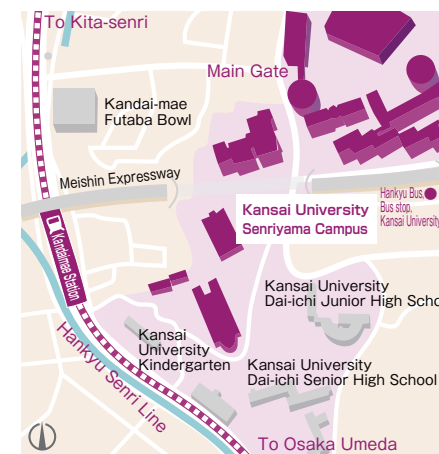 To Kita-senri
Main Gate
Kandai-mae
Futaba Bowl
Meishin Expressway
Hankyu Bus,
Bus stop,
Kansai University
Kansai University
Senriyama Campus
Kandaimae Station
Kansai University
Dai-ichi Junior High Scho
Kansai
University
Kindergarten
Kansai University
Dai-ichi Senior High School
Hankyu Senri Line
To Osaka Umeda